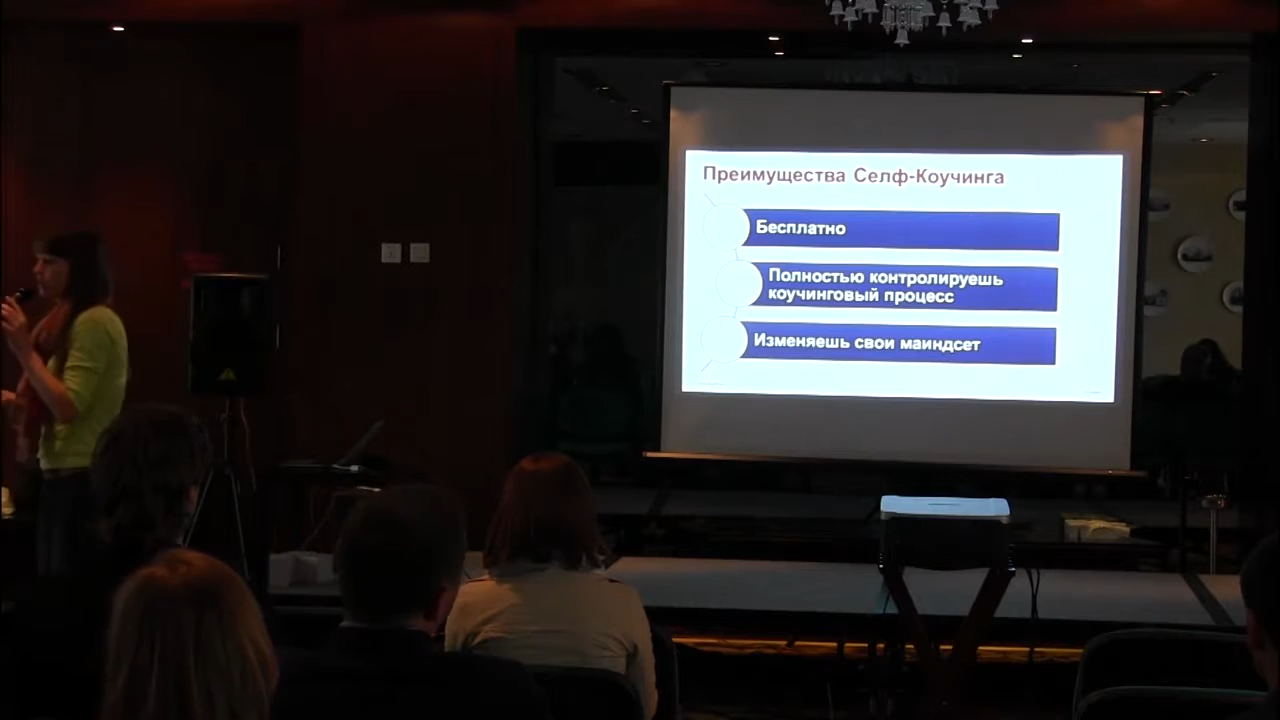 Преимущества Селф-Коучинга
Бесплатно
Полностью контролируешь
коучинговый процесс
Изменяешь свои маиндсет